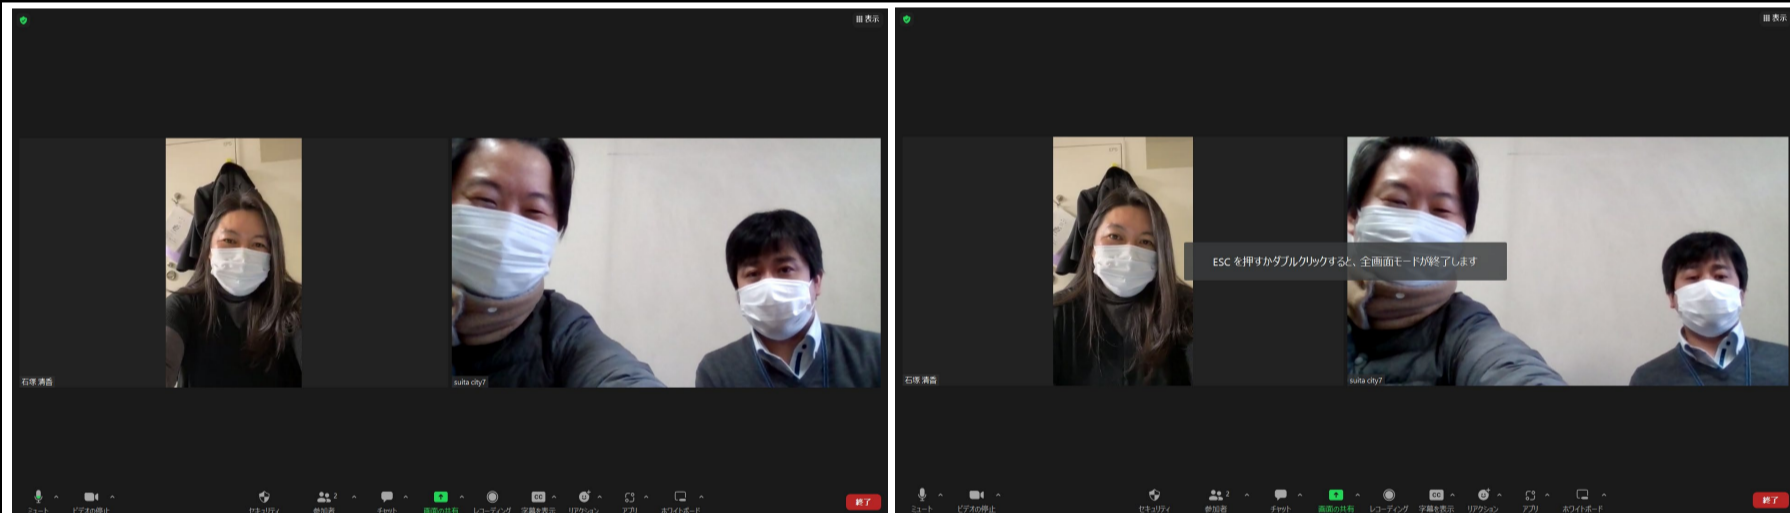 表示
石塚 清香
suita city7
ミュート
ビデオの停止
セキュリティ
2
参加者
チャット
画面の共有
レコーディング
CC
字幕を表示
リアクション
アプリ
ホワイトボード
終了
表示
ESC を押すかダブルクリックすると、全画面モードが終了します
石塚 清香
suita city7
ミュート
ビデオの停止
セキュリティ
2
参加者
チャット
画面の共有
レコーディング
CC
字幕を表示
リアクション
アプリ
ホワイトボード
終了